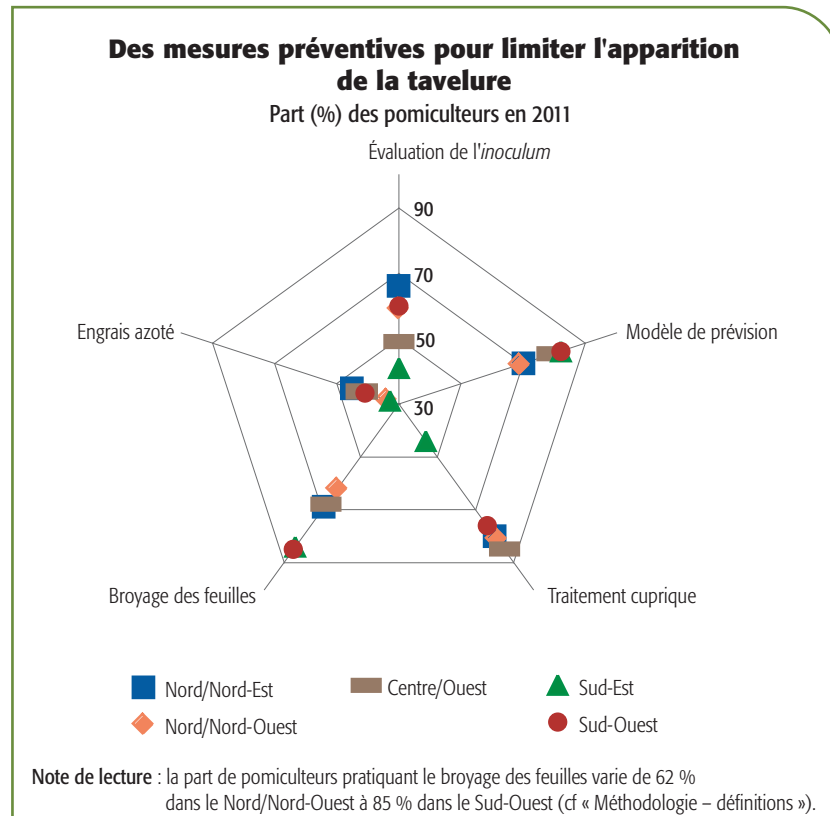 Des mesures préventives pour limiter l'apparition
de la tavelure
Part (%) des pomiculteurs en 2011
Évaluation de l'inoculum
90
70
50
30
Engrais azoté
Modèle de prévision
Broyage des feuilles
Traitement cuprique
Nord/Nord-Est
Centre/Ouest
Sud-Est
Nord/Nord-Ouest
Sud-Ouest
Note de lecture : la part de pomiculteurs pratiquant le broyage des feuilles varie de 62 %
dans le Nord/Nord-Ouest à 85 % dans le Sud-Ouest (cf « Méthodologie – définitions »).